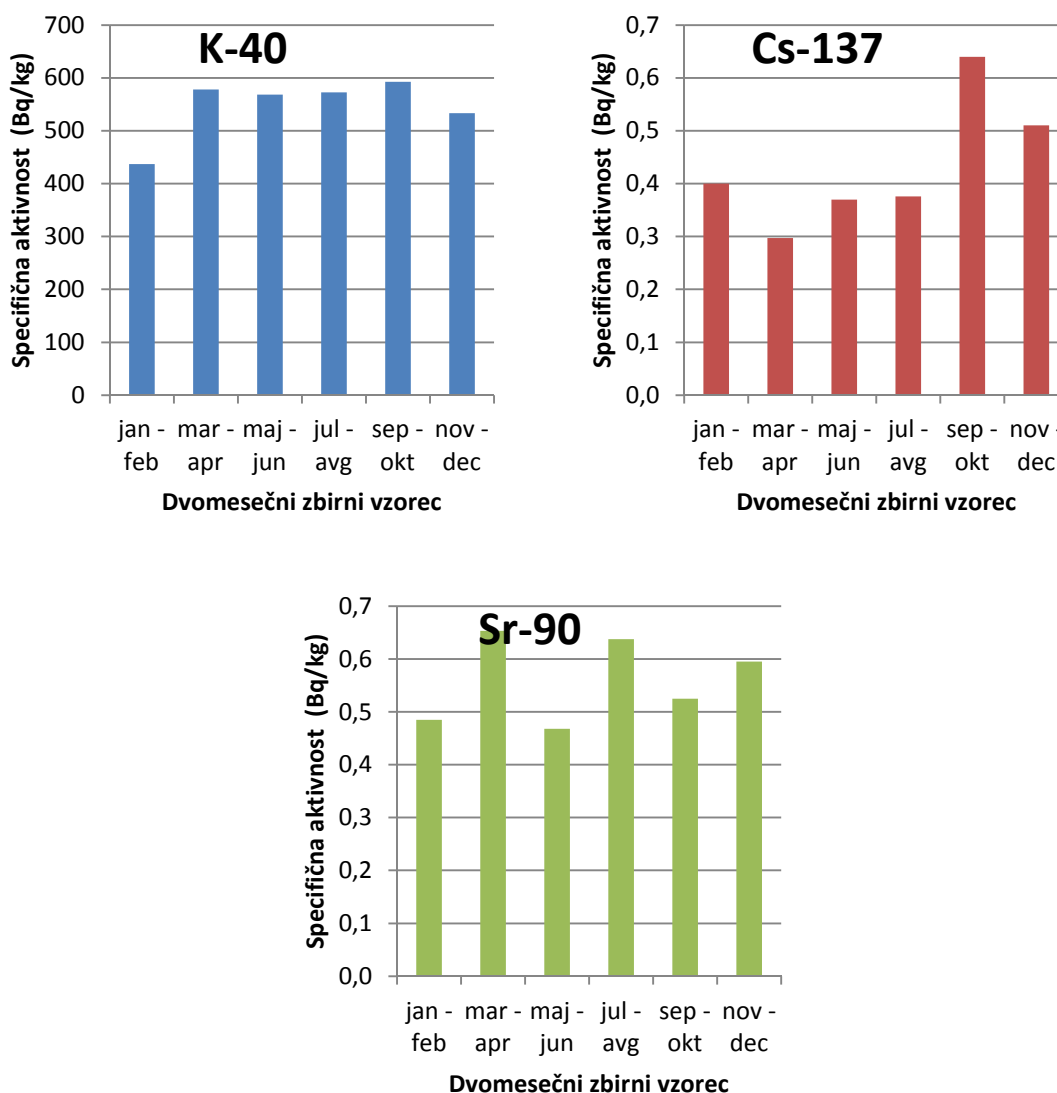 K-40
Specifična aktivnost (Bq/kg)
700
600
500
400
300
200
100
0
jan - mar - maj - jul - sep - nov -
feb apr jun avg okt dec
Dvomesečni zbirni vzorec
Cs-137
Specifična aktivnost (Bq/kg)
0,7
0,6
0,5
0,4
0,3
0,2
0,1
0,0
jan - mar - maj - jul - sep - nov -
feb apr jun avg okt dec
Dvomesečni zbirni vzorec
Sr-90
Specifična aktivnost (Bq/kg)
0,7
0,6
0,5
0,4
0,3
0,2
0,1
0,0
jan - mar - maj - jul - sep - nov -
feb apr jun avg okt dec
Dvomesečni zbirni vzorec